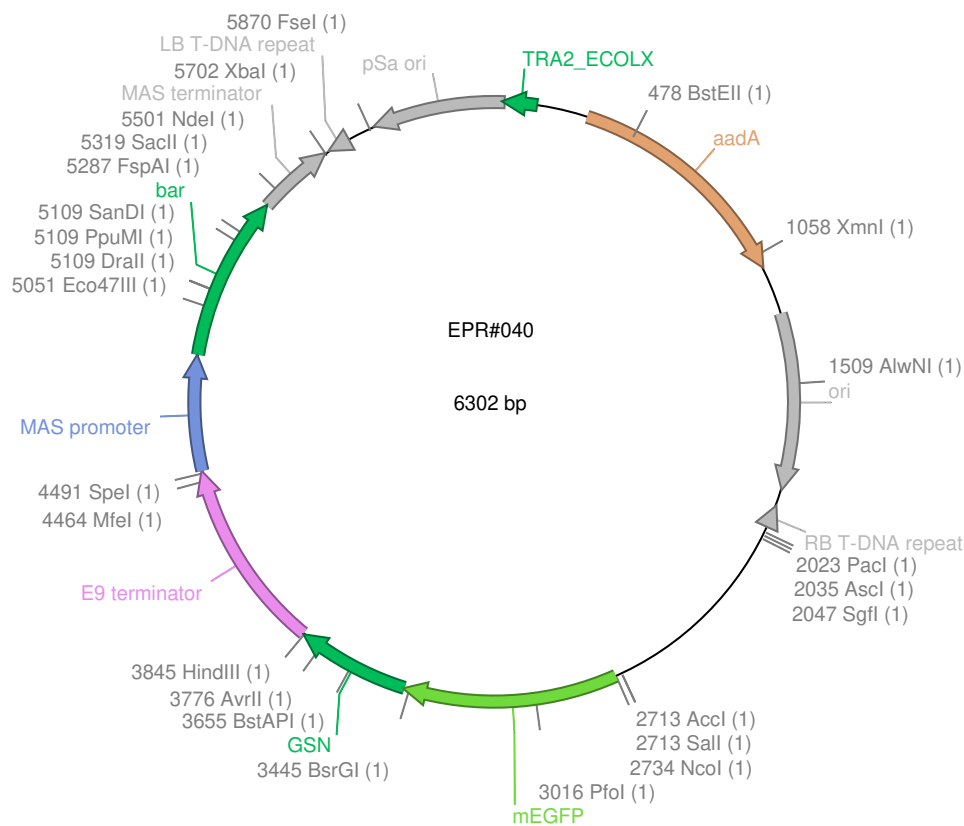 5870 FseI (1)
LB T-DNA repeat
5702 XbaI (1)
MAS terminator
5501 NdeI (1)
5319 SacII (1)
5287 FspAI (1)
bar
5109 SanDI (1)
5109 PpuMI (1)
5109 DraII (1)
5051 Eco47III (1)
pSa ori
TRA2_ECOLX
478 BstEII (1)
aadA
1058 XmnI (1)
EPR#040
6302 bp
1509 AlwNI (1)
ori
MAS promoter
4491 SpeI (1)
4464 MfeI (1)
RB T-DNA repeat
2023 PacI (1)
2035 AscI (1)
2047 SgfI (1)
E9 terminator
3845 HindIII (1)
3776 AvrII (1)
3655 BstAPI (1)
GSN
3445 BsrGI (1)
2713 AccI (1)
2713 SalI (1)
2734 NcoI (1)
3016 PfoI (1)
mEGFP